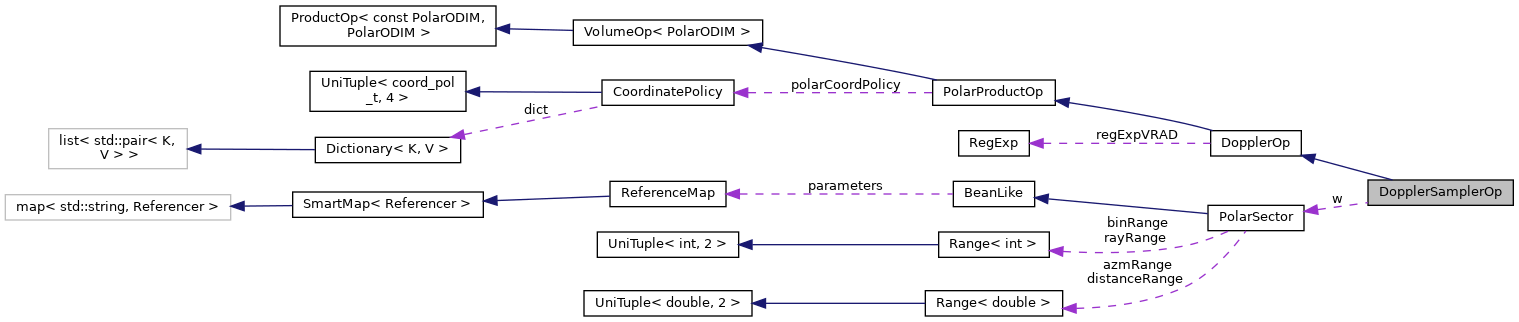 ProductOp< const PolarODIM,
PolarODIM >
VolumeOp< PolarODIM >
UniTuple< coord_pol
_t, 4 >
CoordinatePolicy
polarCoordPolicy
PolarProductOp
dict
list< std::pair< K,
V > >
Dictionary< K, V >
RegExp
regExpVRAD
DopplerOp
map< std::string, Referencer >
SmartMap< Referencer >
ReferenceMap
parameters
BeanLike
DopplerSamplerOp
w
PolarSector
binRange
rayRange
UniTuple< int, 2 >
Range< int >
azmRange
distanceRange
UniTuple< double, 2 >
Range< double >